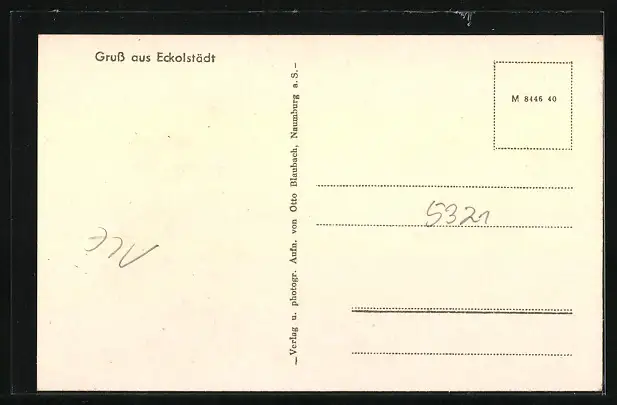 Gruß aus Eckolstädt
–Verlag u. photogr. Aufn. von Otto Blaubach, Naumburg a. S.–
M 8446 40
5321